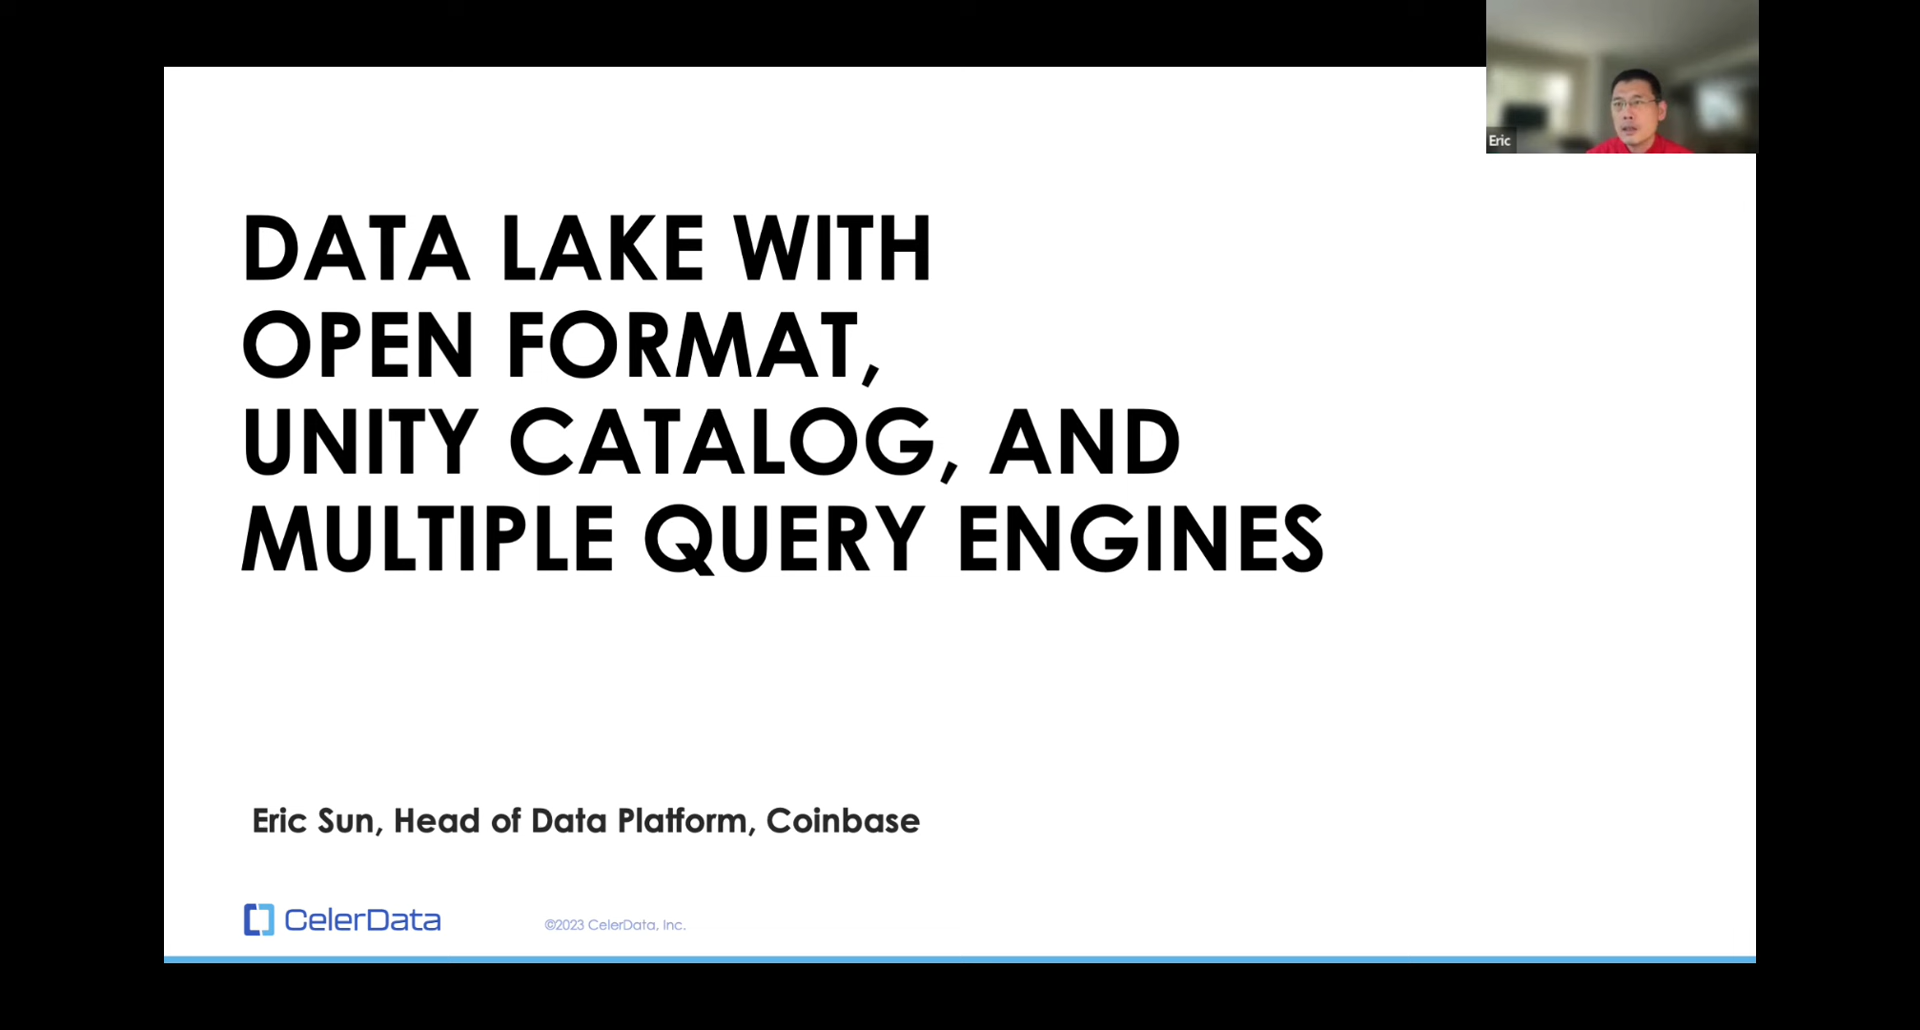 Eric
DATA LAKE WITH
OPEN FORMAT,
UNITY CATALOG, AND
MULTIPLE QUERY ENGINES
Eric Sun, Head of Data Platform, Coinbase
CelerData
©2023 CelerData, Inc.